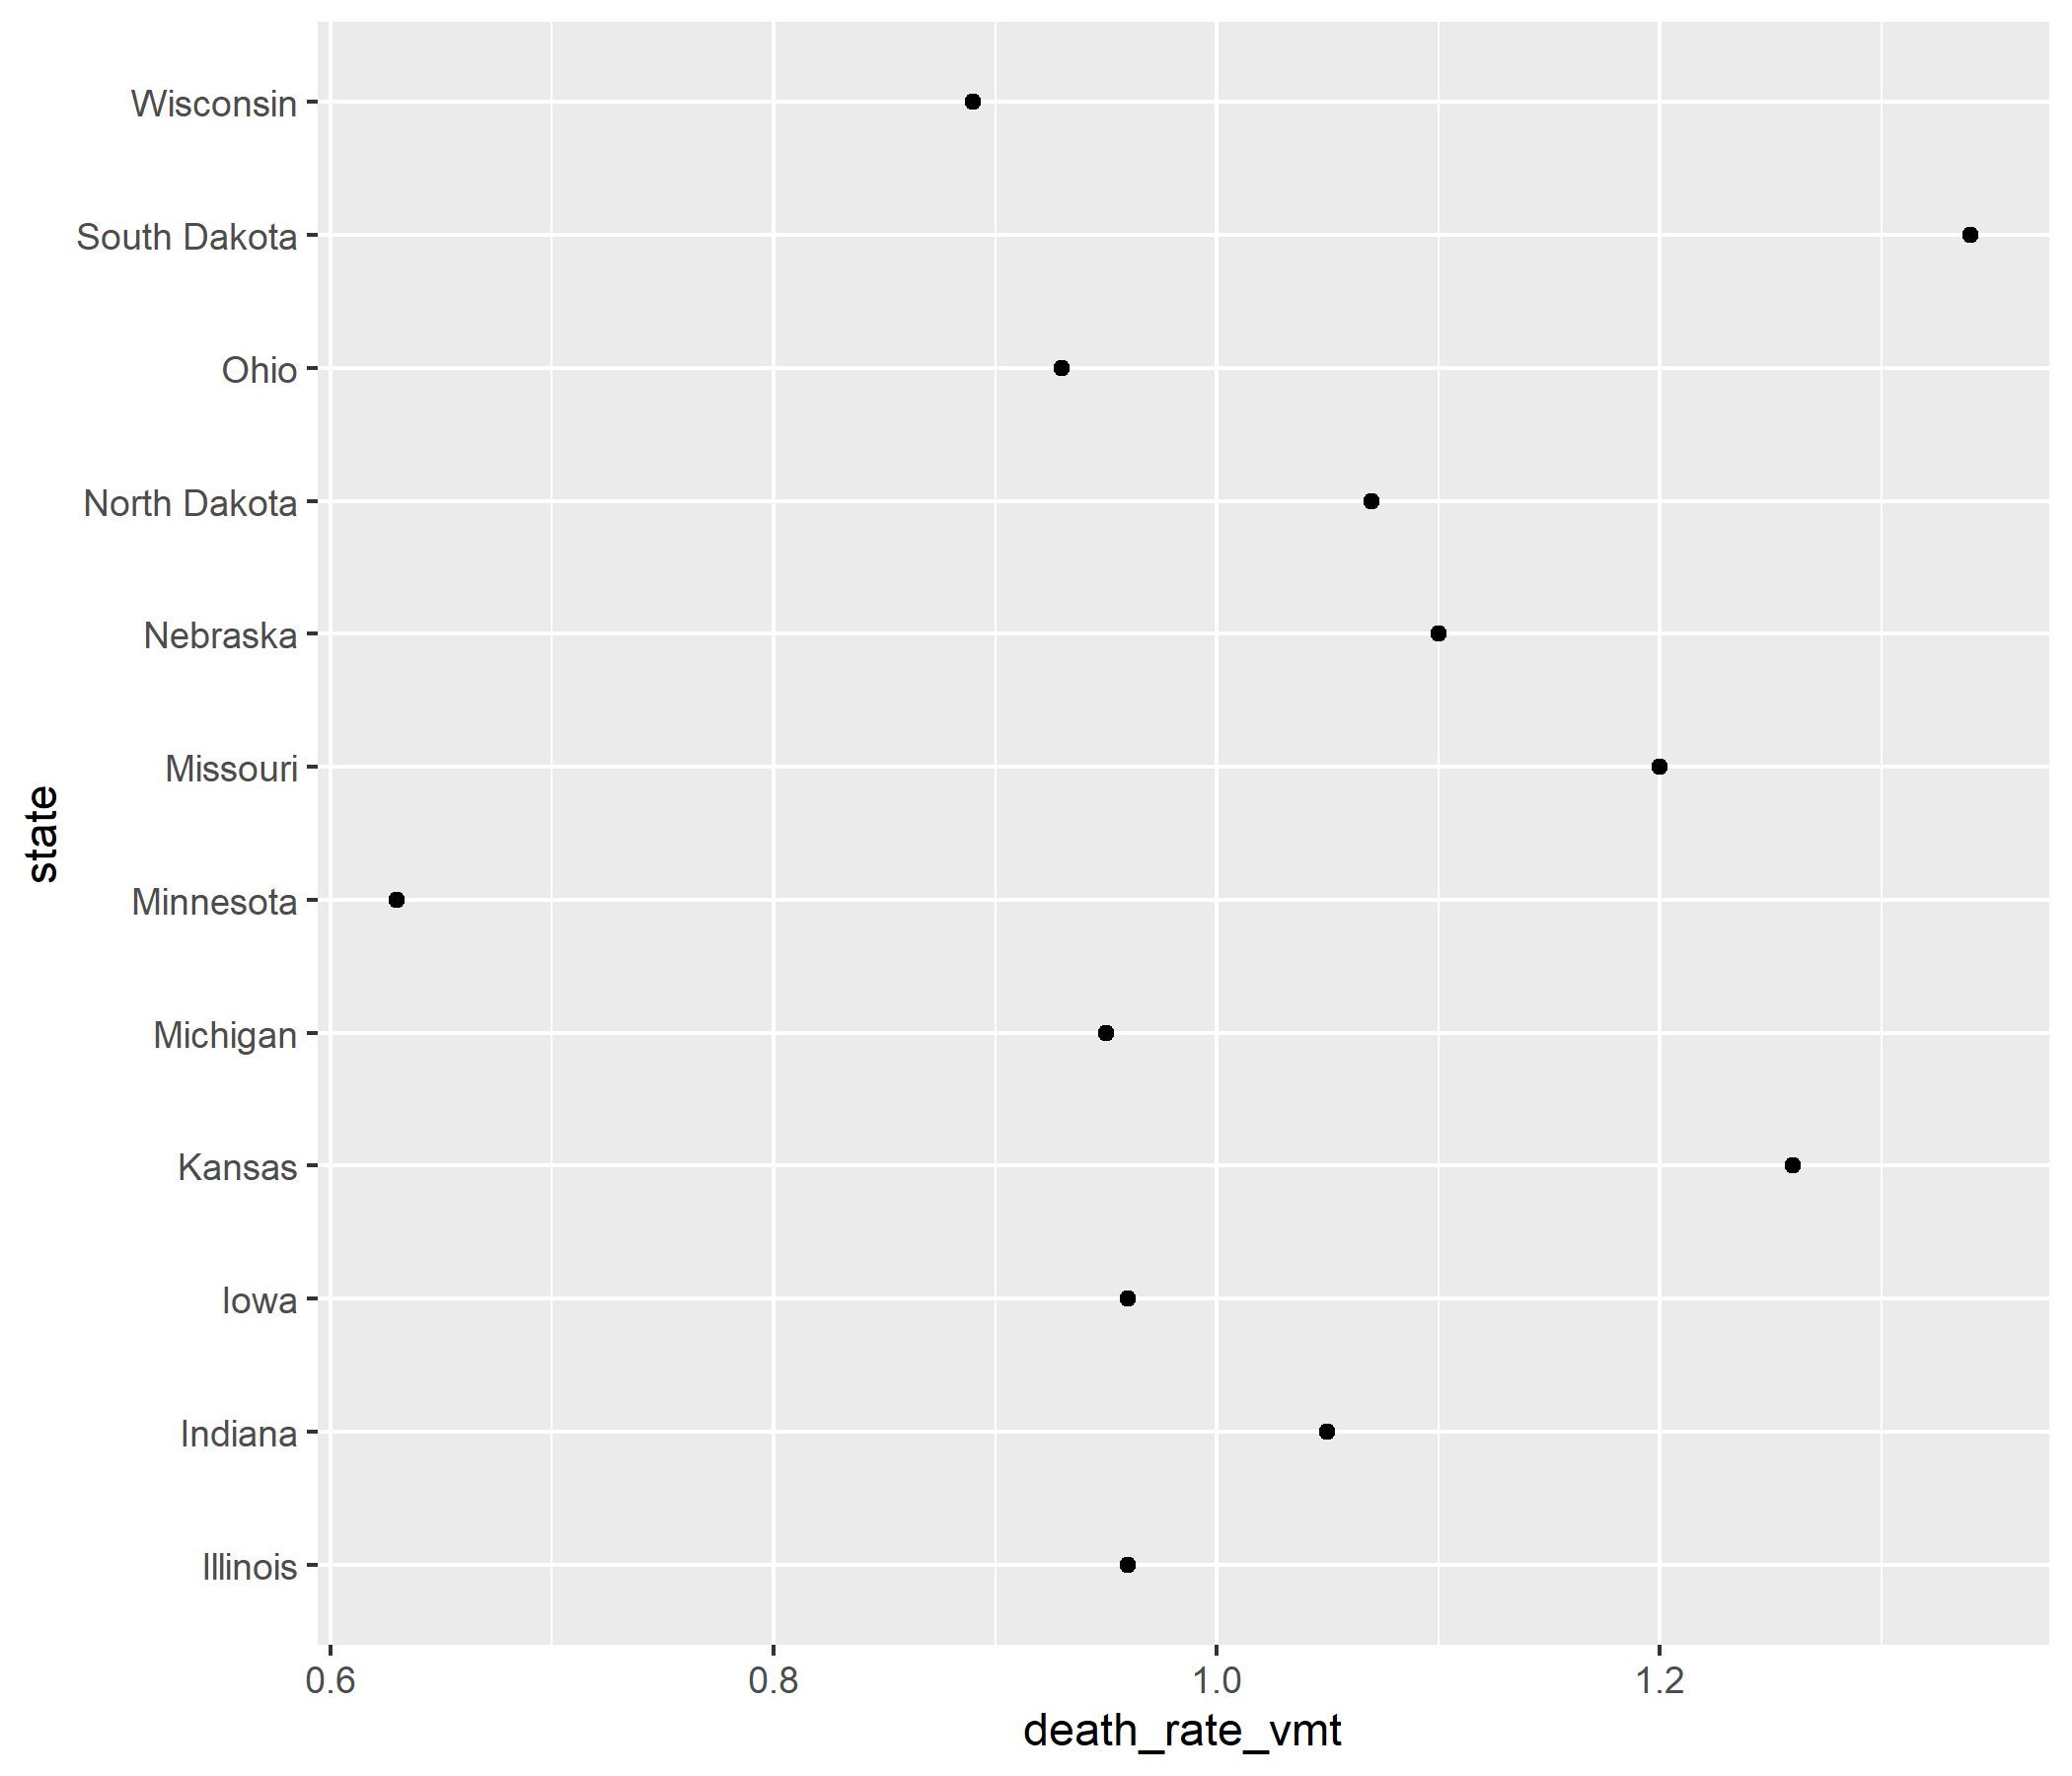 Wisconsin
South Dakota
Ohio
North Dakota
Nebraska
Missouri
state
Minnesota
Michigan
Kansas
Iowa
Indiana
Illinois
0.6 0.8 1.0 1.2
death_rate_vmt